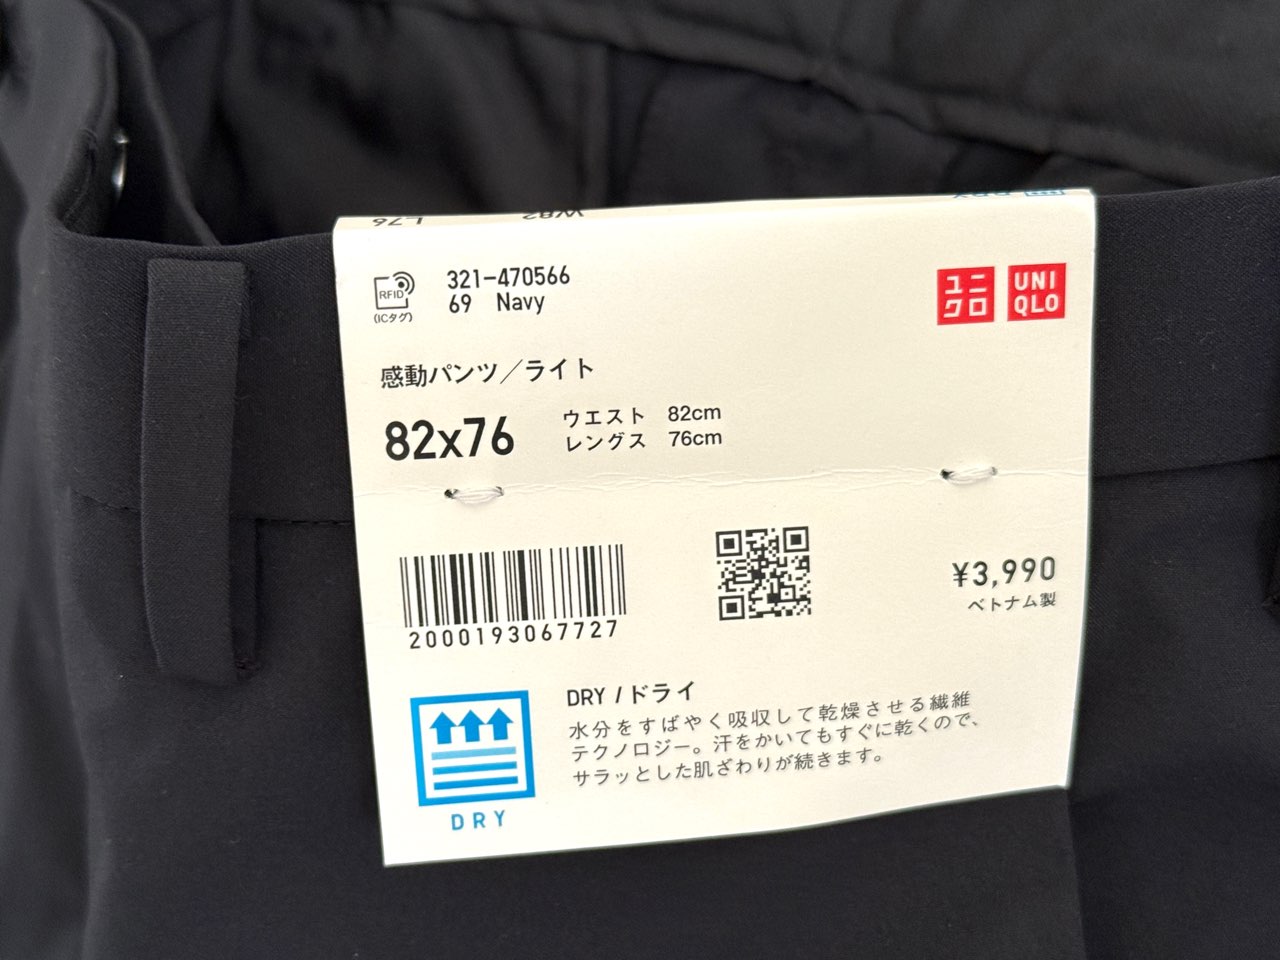 L76 W82
RFID
(ICタグ)
321-470566
69 Navy
ユニクロ
UNIQLO
感動パンツ／ライト
82x76
ウエスト 82cm
レングス 76cm
2000193067727
¥3,990
ベトナム製
DRY
DRY / ドライ
水分をすばやく吸収して乾燥させる繊維
テクノロジー。汗をかいてもすぐに乾くので、
サラッとした肌ざわりが続きます。